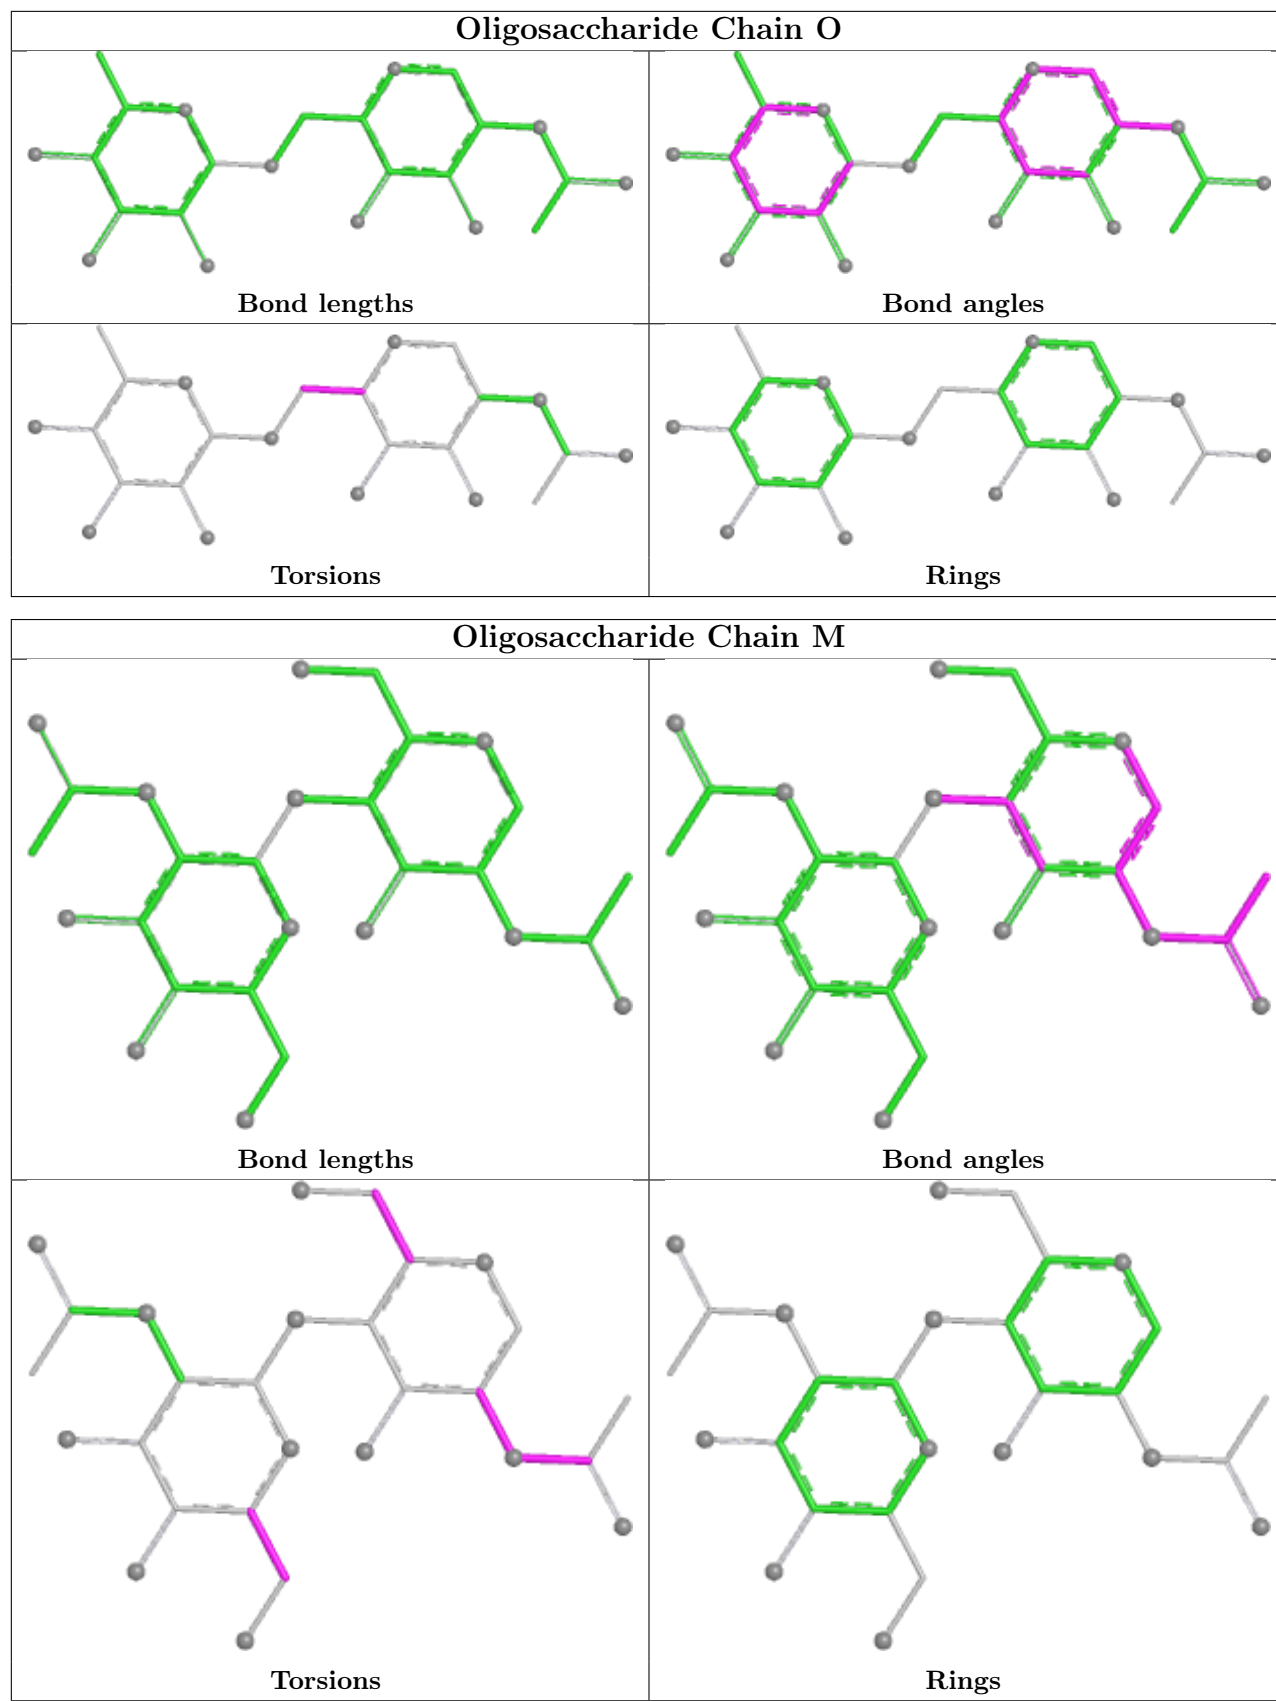 Oligosaccharide Chain O
Bond lengths
Bond angles
Torsions
Rings
Oligosaccharide Chain M
Bond lengths
Bond angles
Torsions
Rings